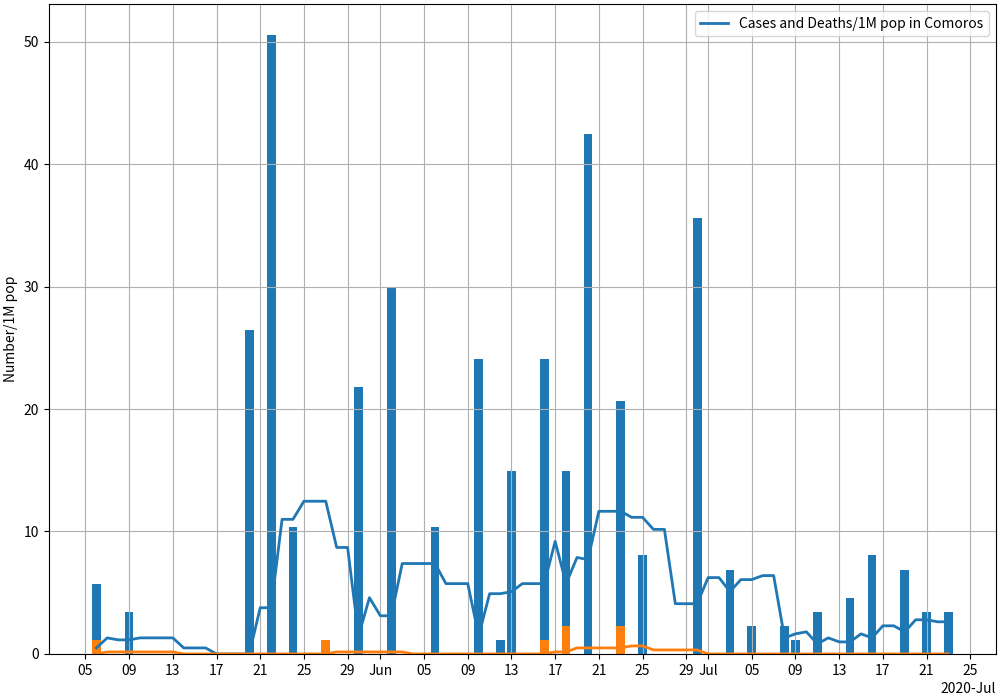 Cases and Deaths/1M pop in Comoros
Number/1M pop
50
40
30
20
10
0
05 09 13 17 21 25 29 Jun 05 09 13 17 21 25 29 Jul 05 09 13 17 21 25
2020-Jul